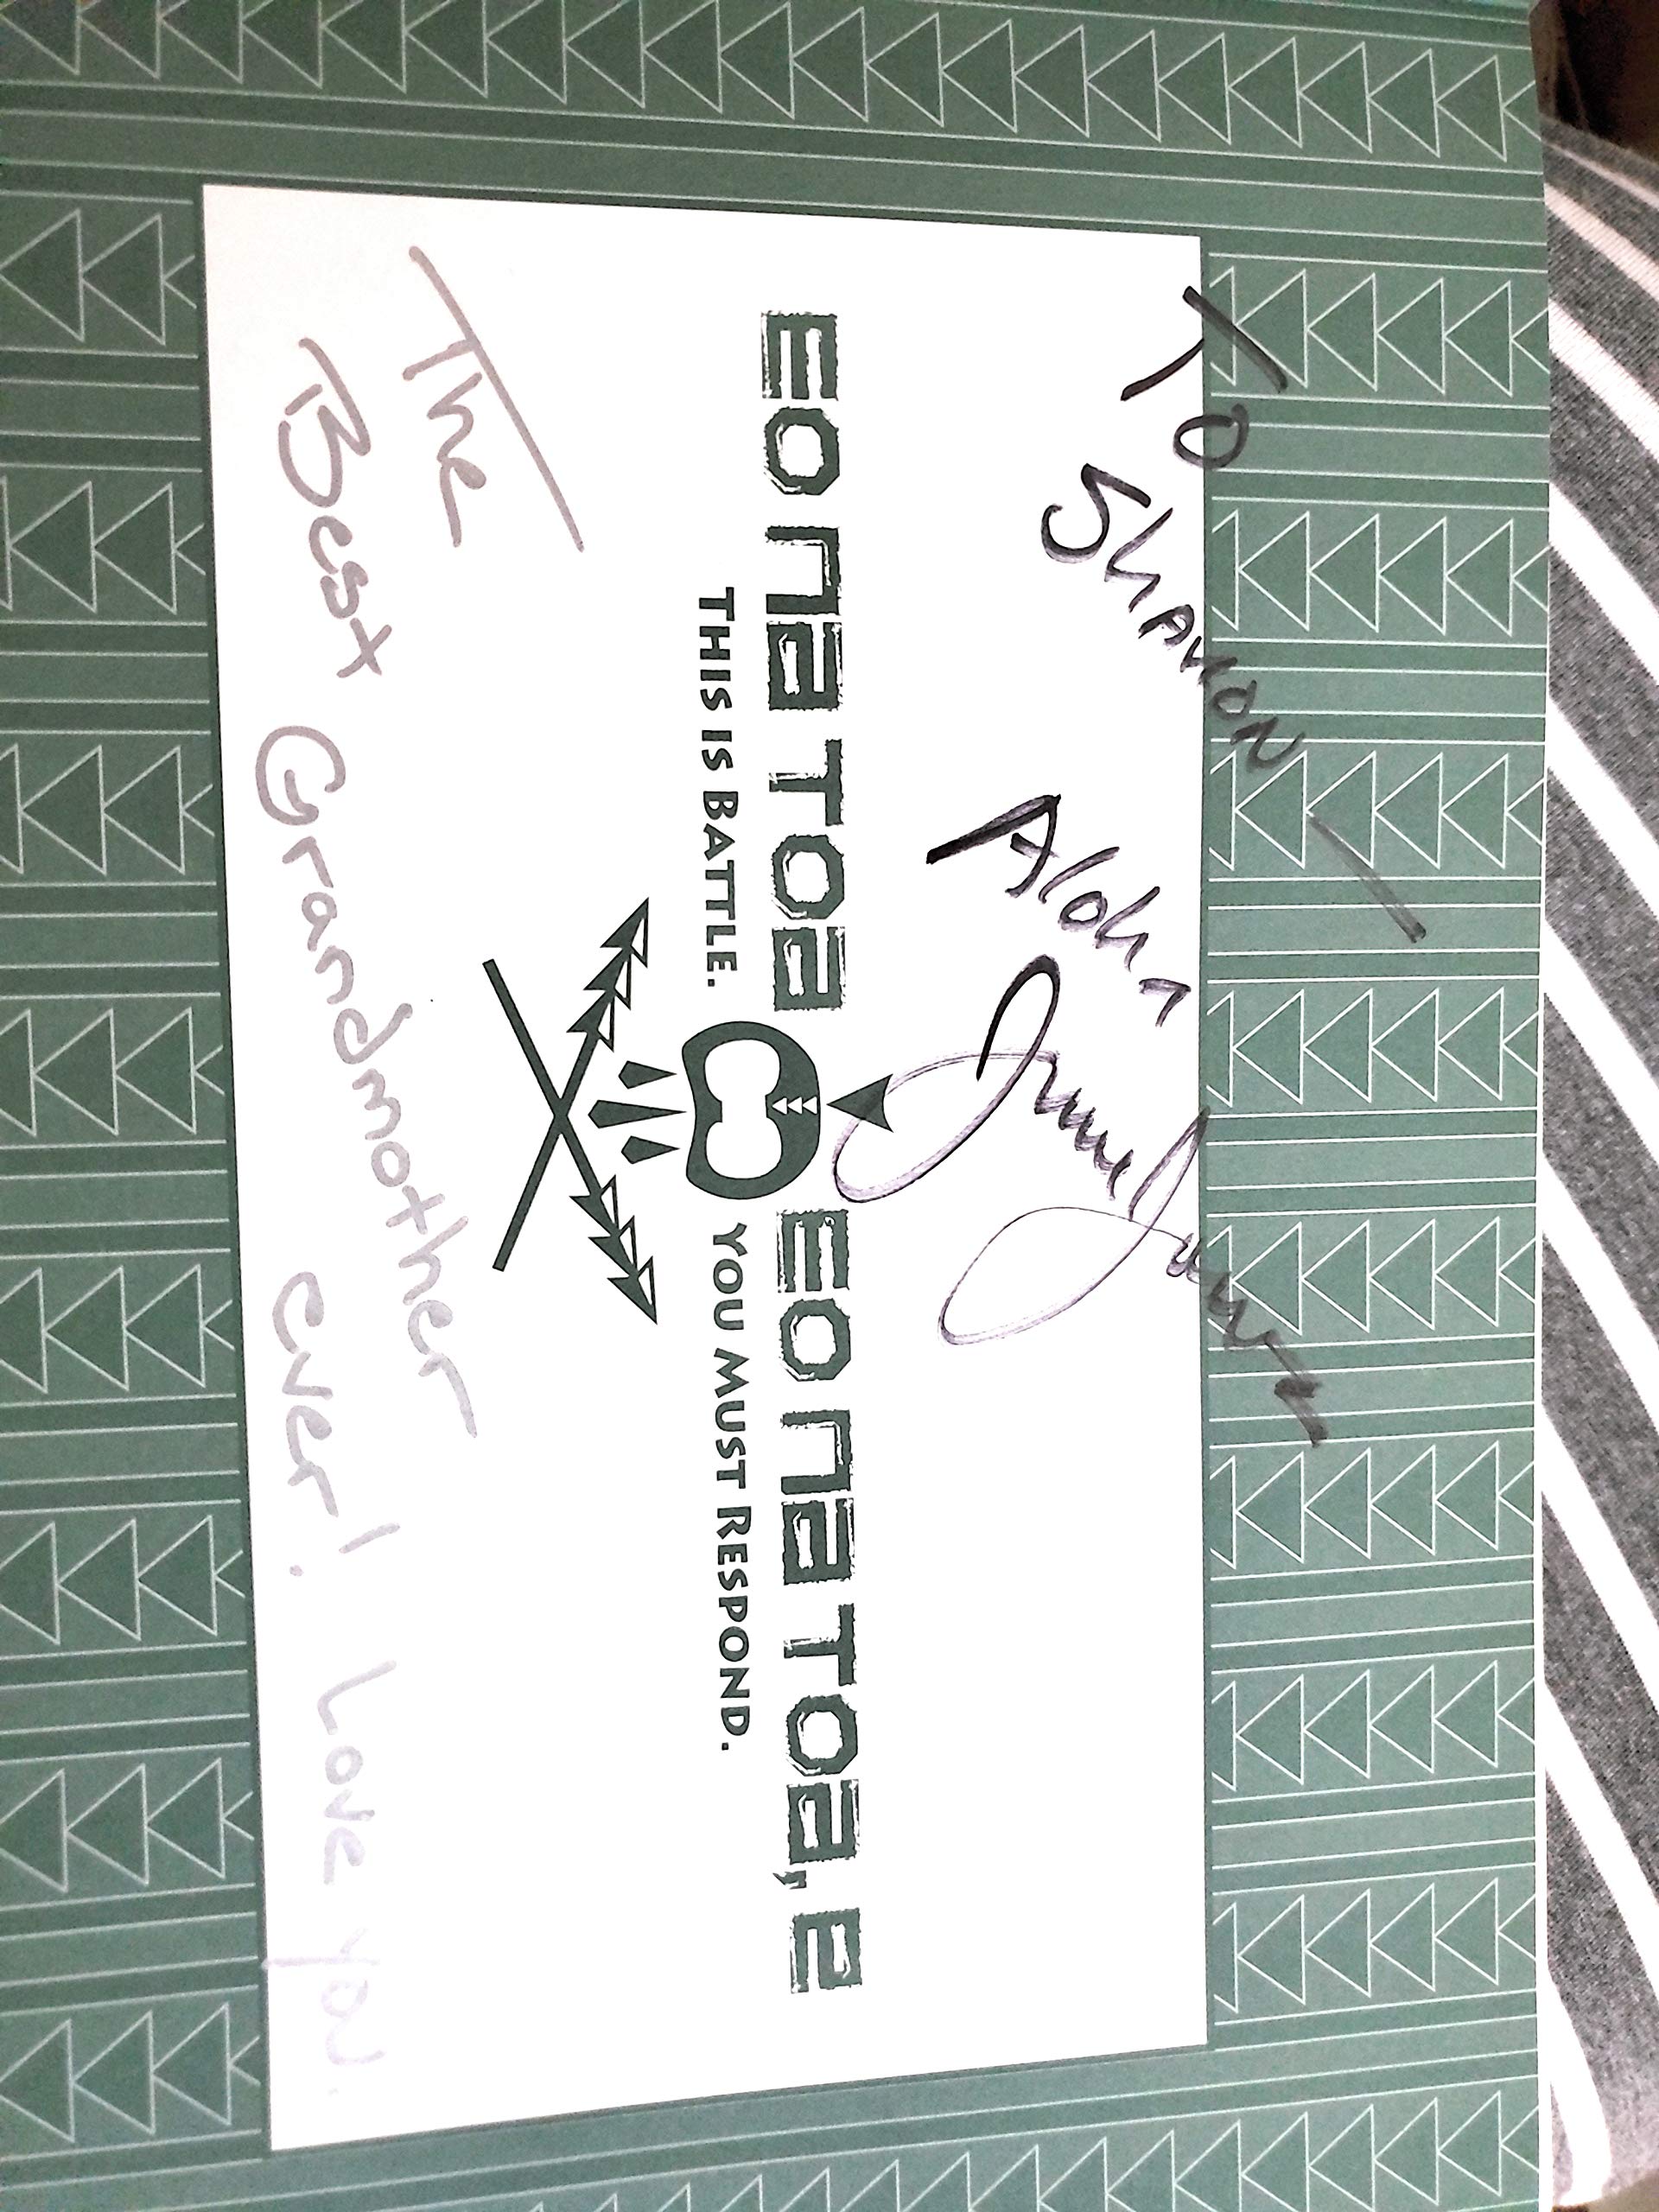 To Sharon —
Aloha
EO NA TOA EO NA TOA, E
THIS IS BATTLE. YOU MUST RESPOND.
The
Best Grandmother ever! Love you.